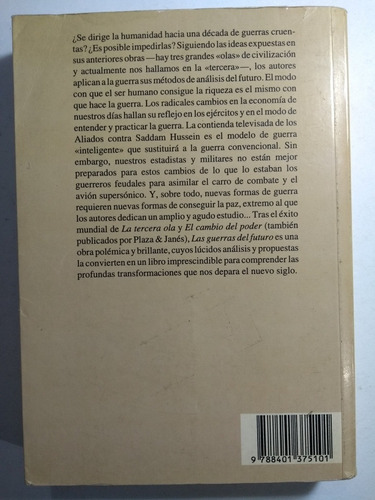 ¿Se dirige la humanidad hacia una década de guerras cruen-
tas? ¿Es posible impedirlas? Siguiendo las ideas expuestas en
sus anteriores obras —hay tres grandes «olas» de civilización
y actualmente nos hallamos en la «tercera»—, los autores
aplican a la guerra sus métodos de análisis del futuro. El modo
con que el ser humano consigue la riqueza es el mismo con
que hace la guerra. Los radicales cambios en la economía de
nuestros días hallan su reflejo en los ejércitos y en el modo de
entender y practicar la guerra. La contienda televisada de los
Aliados contra Saddam Hussein es el modelo de guerra
«inteligente» que sustituirá a la guerra convencional. Sin
embargo, nuestros estadistas y militares no están mejor
preparados para estos cambios de lo que lo estaban los
guerreros feudales para asimilar el carro de combate y el
avión supersónico. Y, sobre todo, nuevas formas de guerra
requieren nuevas formas de conseguir la paz, extremo al que
los autores dedican un amplio y agudo estudio... Tras el éxito
mundial de La tercera ola y El cambio del poder (también
publicados por Plaza & Janés), Las guerras del futuro es una
obra polémica y brillante, cuyos lúcidos análisis y propuestas
la convierten en un libro imprescindible para comprender las
profundas transformaciones que nos depara el nuevo siglo.
9 788401 375101